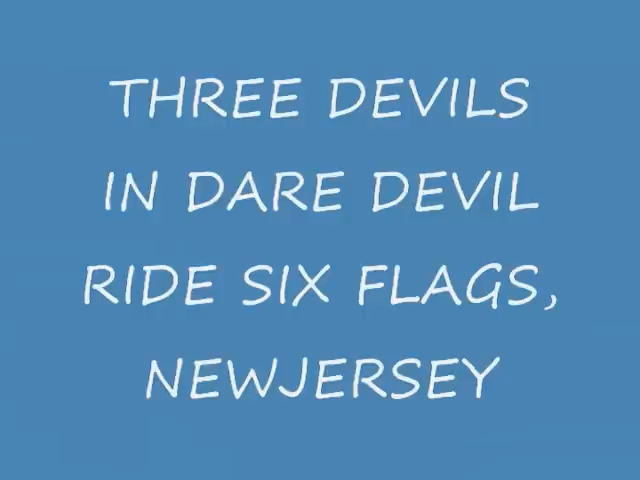 THREE DEVILS
IN DARE DEVIL
RIDE SIX FLAGS,
NEWJERSEY